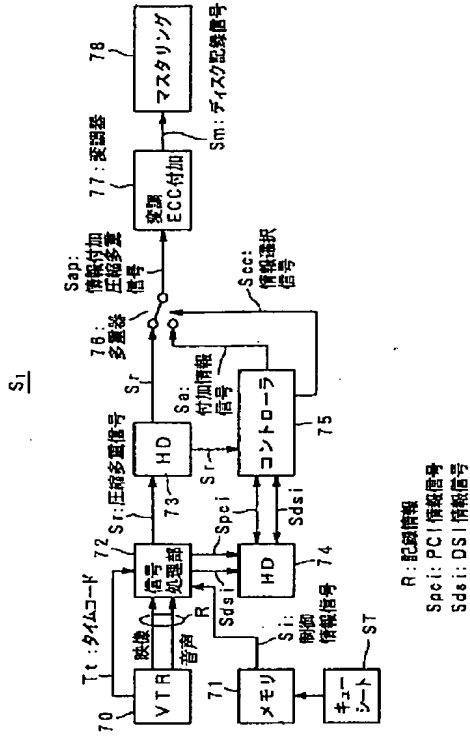 S1
70
VTR
Tt:タイムコード
映像
音声
R
72
信号
処理部
Sr:圧縮多重信号
HD
73
Sr
Sr
76:
多重器
Sap:
情報付加
圧縮多重
信号
77:変調器
変調
ECC付加
Sm:ディスク記録信号
78
マスタリング
Sa:
付加情報
信号
Scc:
情報選択
信号
コントローラ
75
Spci
Sdsi
Spci
Sdsi
HD
74
Si:
制御
情報信号
71
メモリ
キュー
シート
ST
R:記録情報
Spci:PCI情報信号
Sdsi:DSI情報信号